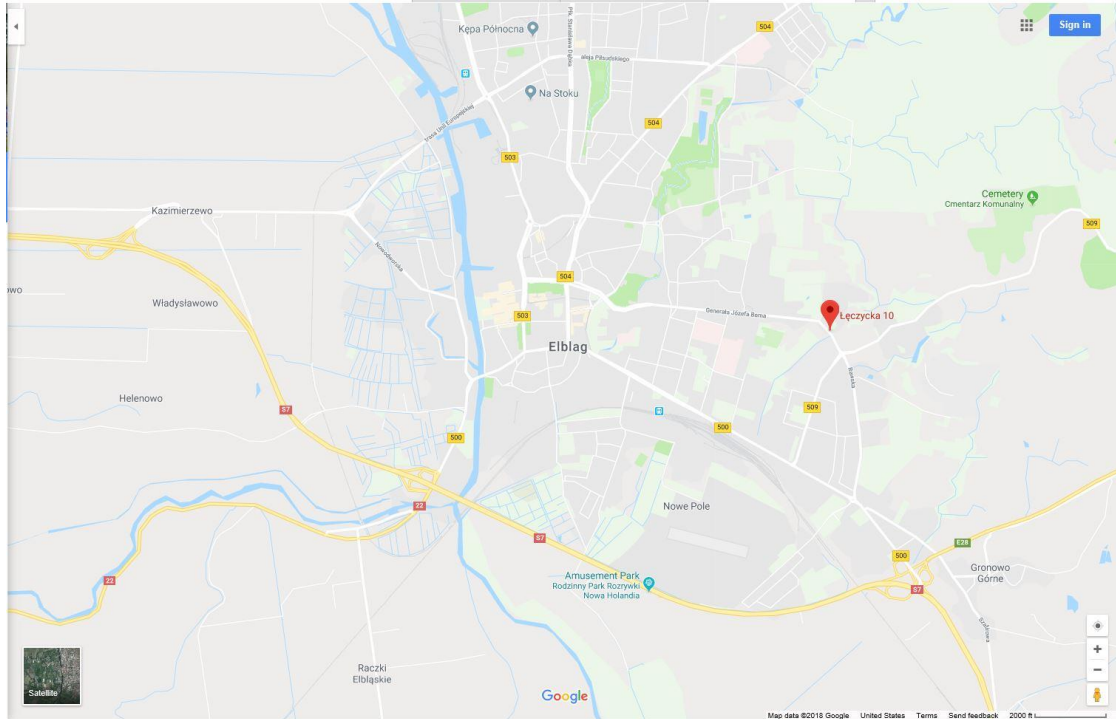 Sign in
Kępa Północna
504
Płk. Stanisława Dąbka
aleja Piłsudskiego
Na Stoku
Trasa Unii Europejskiej
504
503
Cemetery
Cmentarz Komunalny
Kazimierzewo
509
Nowodworska
504
Władysławowo
503
Generała Józefa Bema
Łęczycka 10
Elbląg
Rawska
Helenowo
S7
509
500
500
22
Nowe Pole
S7
E28
500
Gronowo
Górne
22
Amusement Park
Rodzinny Park Rozrywki
Nowa Holandia
S7
Szafirowa
Raczki
Elbląskie
Satellite
Google
Map data ©2018 Google United States Terms Send feedback 2000 ft